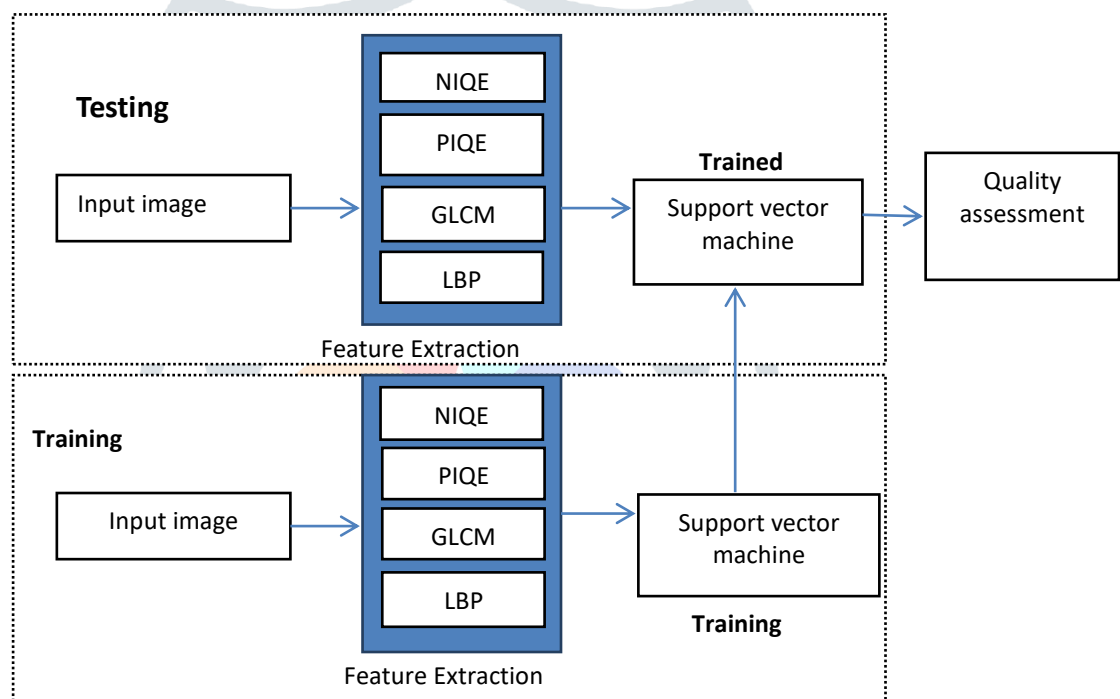 Testing
Input image
NIQE
PIQE
GLCM
LBP
Feature Extraction
Trained
Support vector
machine
Quality
assessment
Training
Input image
NIQE
PIQE
GLCM
LBP
Feature Extraction
Support vector
machine
Training